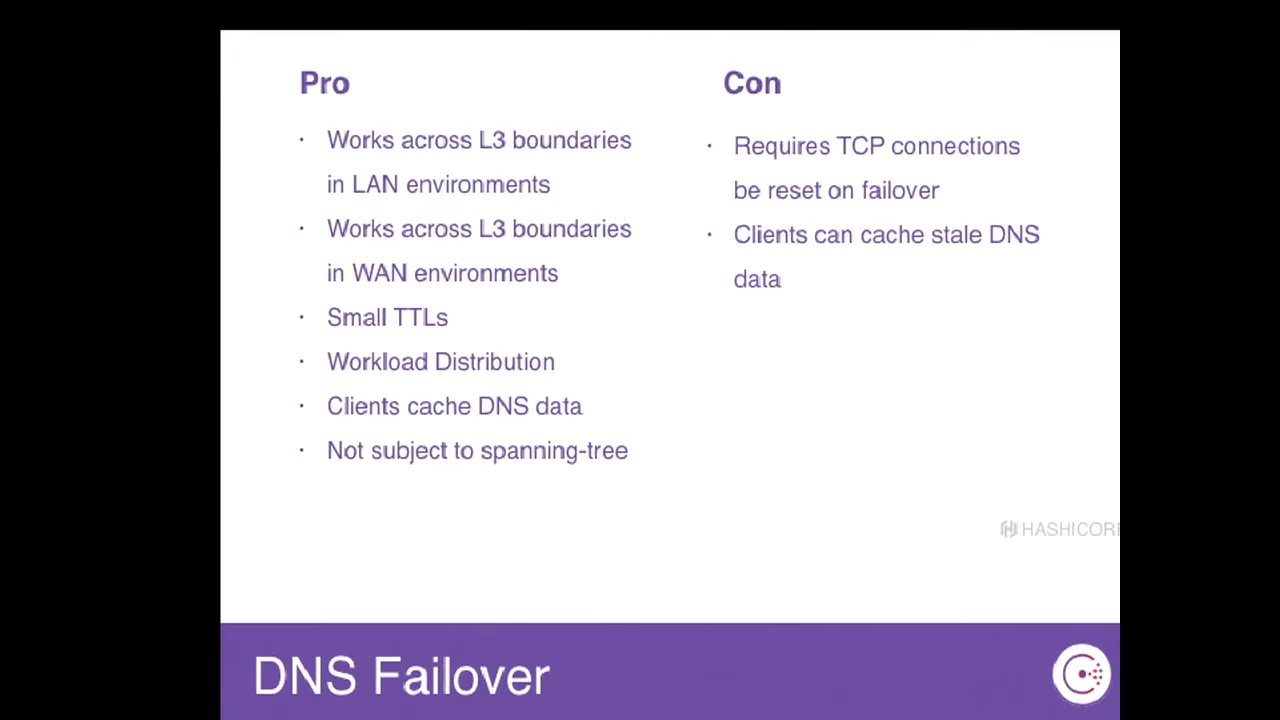 Pro
· Works across L3 boundaries
in LAN environments
· Works across L3 boundaries
in WAN environments
· Small TTLs
· Workload Distribution
· Clients cache DNS data
· Not subject to spanning-tree
Con
· Requires TCP connections
be reset on failover
· Clients can cache stale DNS
data
HASHICOR
DNS Failover